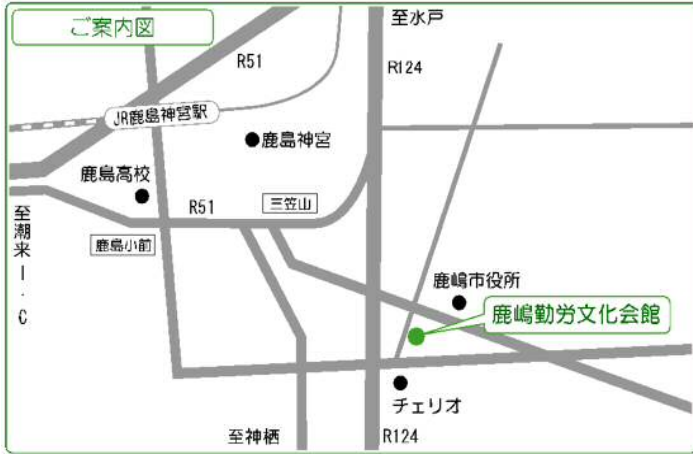 ご案内図
至水戸
R51
R124
JR鹿島神宮駅
鹿島神宮
鹿島高校
R51
三笠山
鹿島小前
至潮来I・C
鹿嶋市役所
鹿嶋勤労文化会館
チェリオ
至神栖
R124